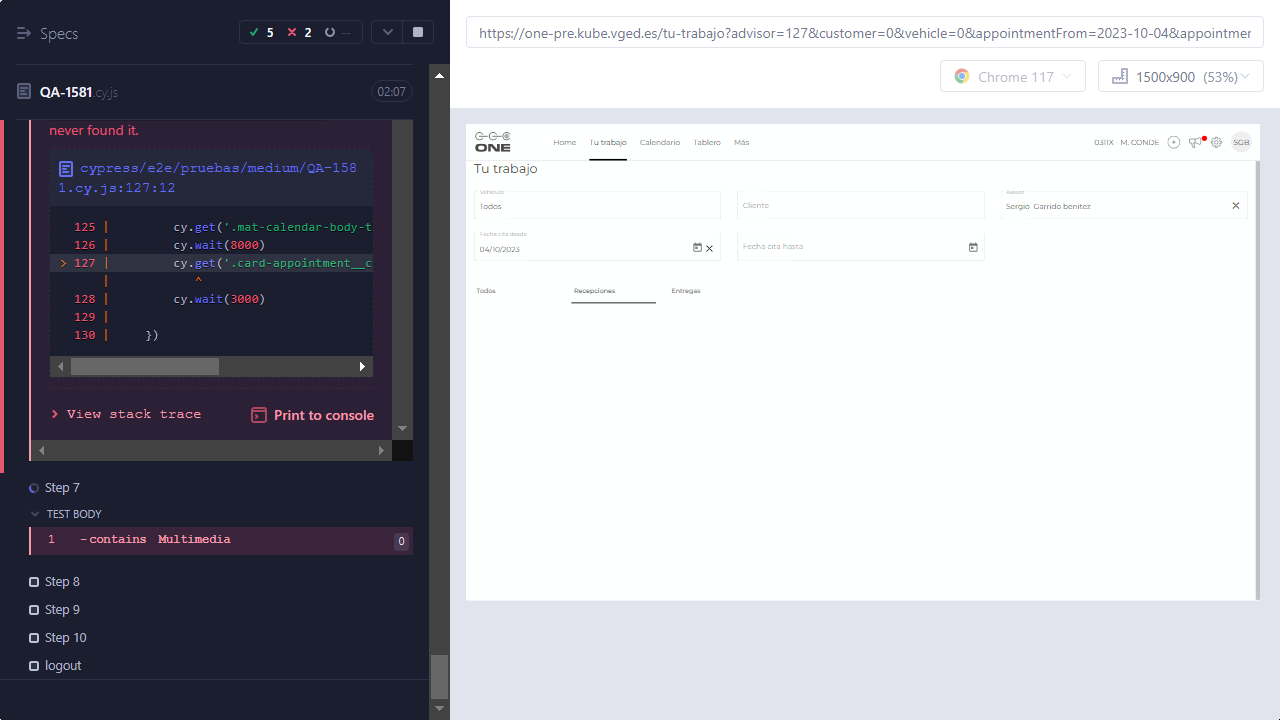 Specs
5
2
--
QA-1581.cy.js
02:07
never found it.
cypress/e2e/pruebas/medium/QA-158
1.cy.js:127:12
125 | cy.get('.mat-calendar-body-t
126 | cy.wait(8000)
> 127 | cy.get('.card-appointment__c
| ^
128 | cy.wait(3000)
129 |
130 | })
View stack trace
Print to console
Step 7
TEST BODY
1 -contains Multimedia
0
Step 8
Step 9
Step 10
logout
https://one-pre.kube.vged.es/tu-trabajo?advisor=127&customer=0&vehicle=0&appointmentFrom=2023-10-04&appointmer
Chrome 117
1500x900 (53%)
ONE
Home Tu trabajo Calendario Tablero Más
0311X - M. CONDE
SGB
Tu trabajo
Vehículo
Todos
Cliente
Asesor
Sergio Garrido benitez
Fecha cita desde
04/10/2023
Fecha cita hasta
Todos Recepciones Entregas